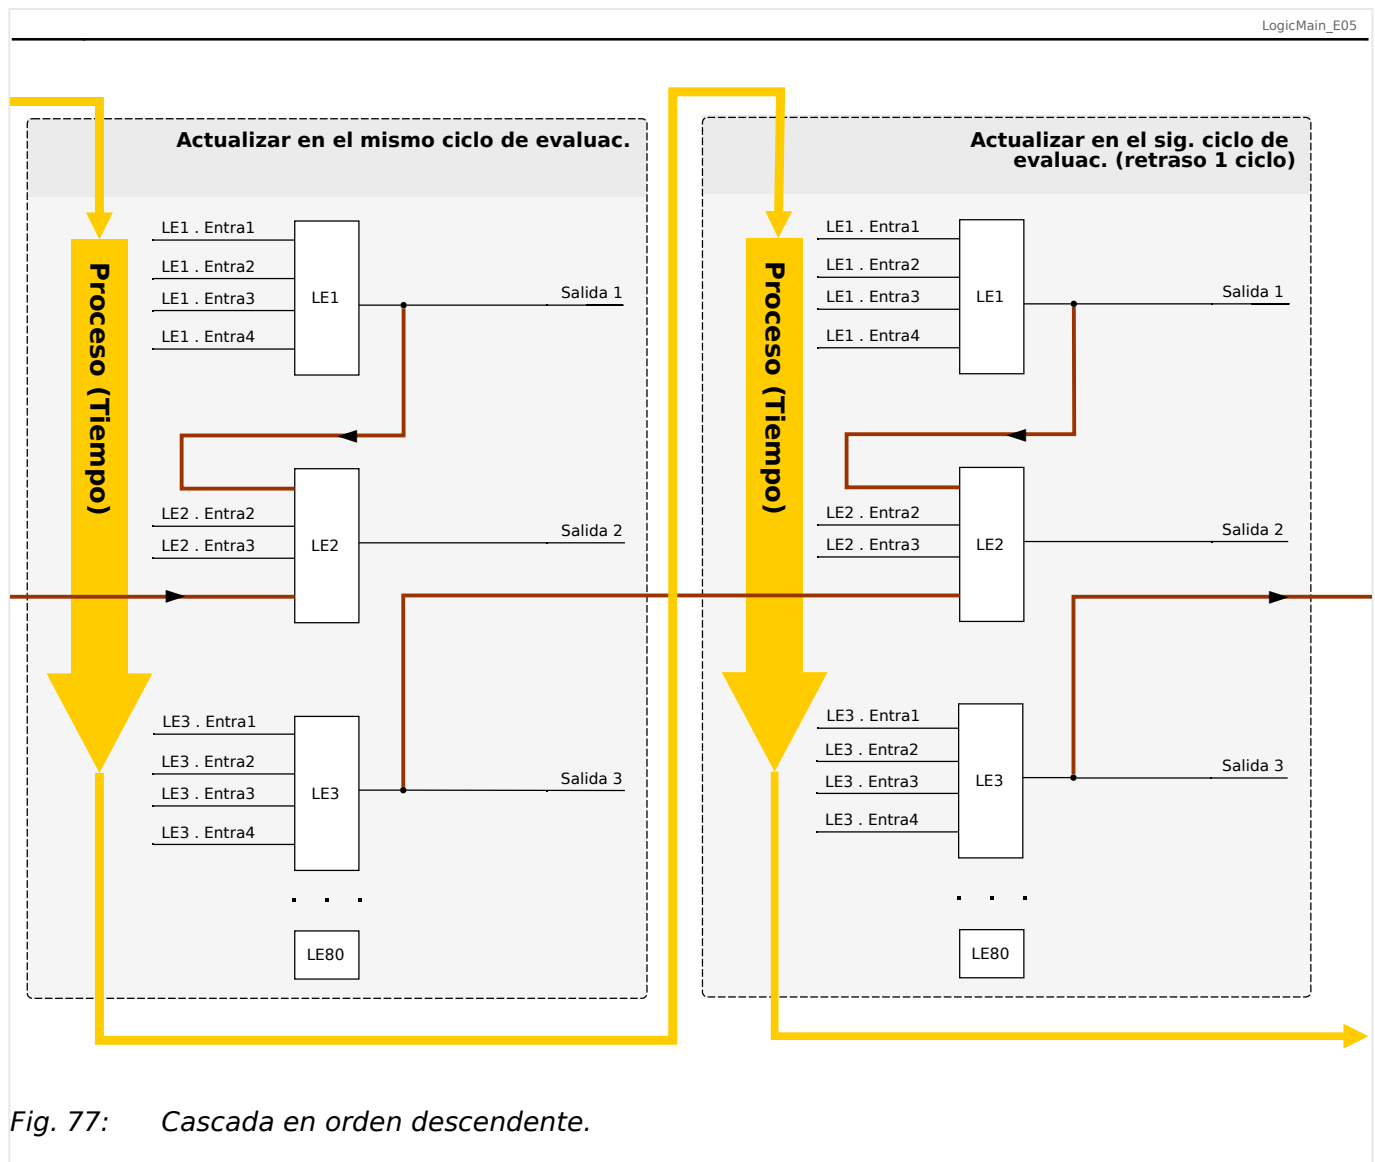 LogicMain_E05
Actualizar en el mismo ciclo de evaluac.
Proceso (Tiempo)
LE1 . Entra1
LE1 . Entra2
LE1 . Entra3
LE1 . Entra4
LE1
Salida 1
LE2 . Entra2
LE2 . Entra3
LE2
Salida 2
LE3 . Entra1
LE3 . Entra2
LE3 . Entra3
LE3 . Entra4
LE3
Salida 3
. . .
LE80
Actualizar en el sig. ciclo de
evaluac. (retraso 1 ciclo)
Proceso (Tiempo)
LE1 . Entra1
LE1 . Entra2
LE1 . Entra3
LE1 . Entra4
LE1
Salida 1
LE2 . Entra2
LE2 . Entra3
LE2
Salida 2
LE3 . Entra1
LE3 . Entra2
LE3 . Entra3
LE3 . Entra4
LE3
Salida 3
. . .
LE80
Fig. 77: Cascada en orden descendente.